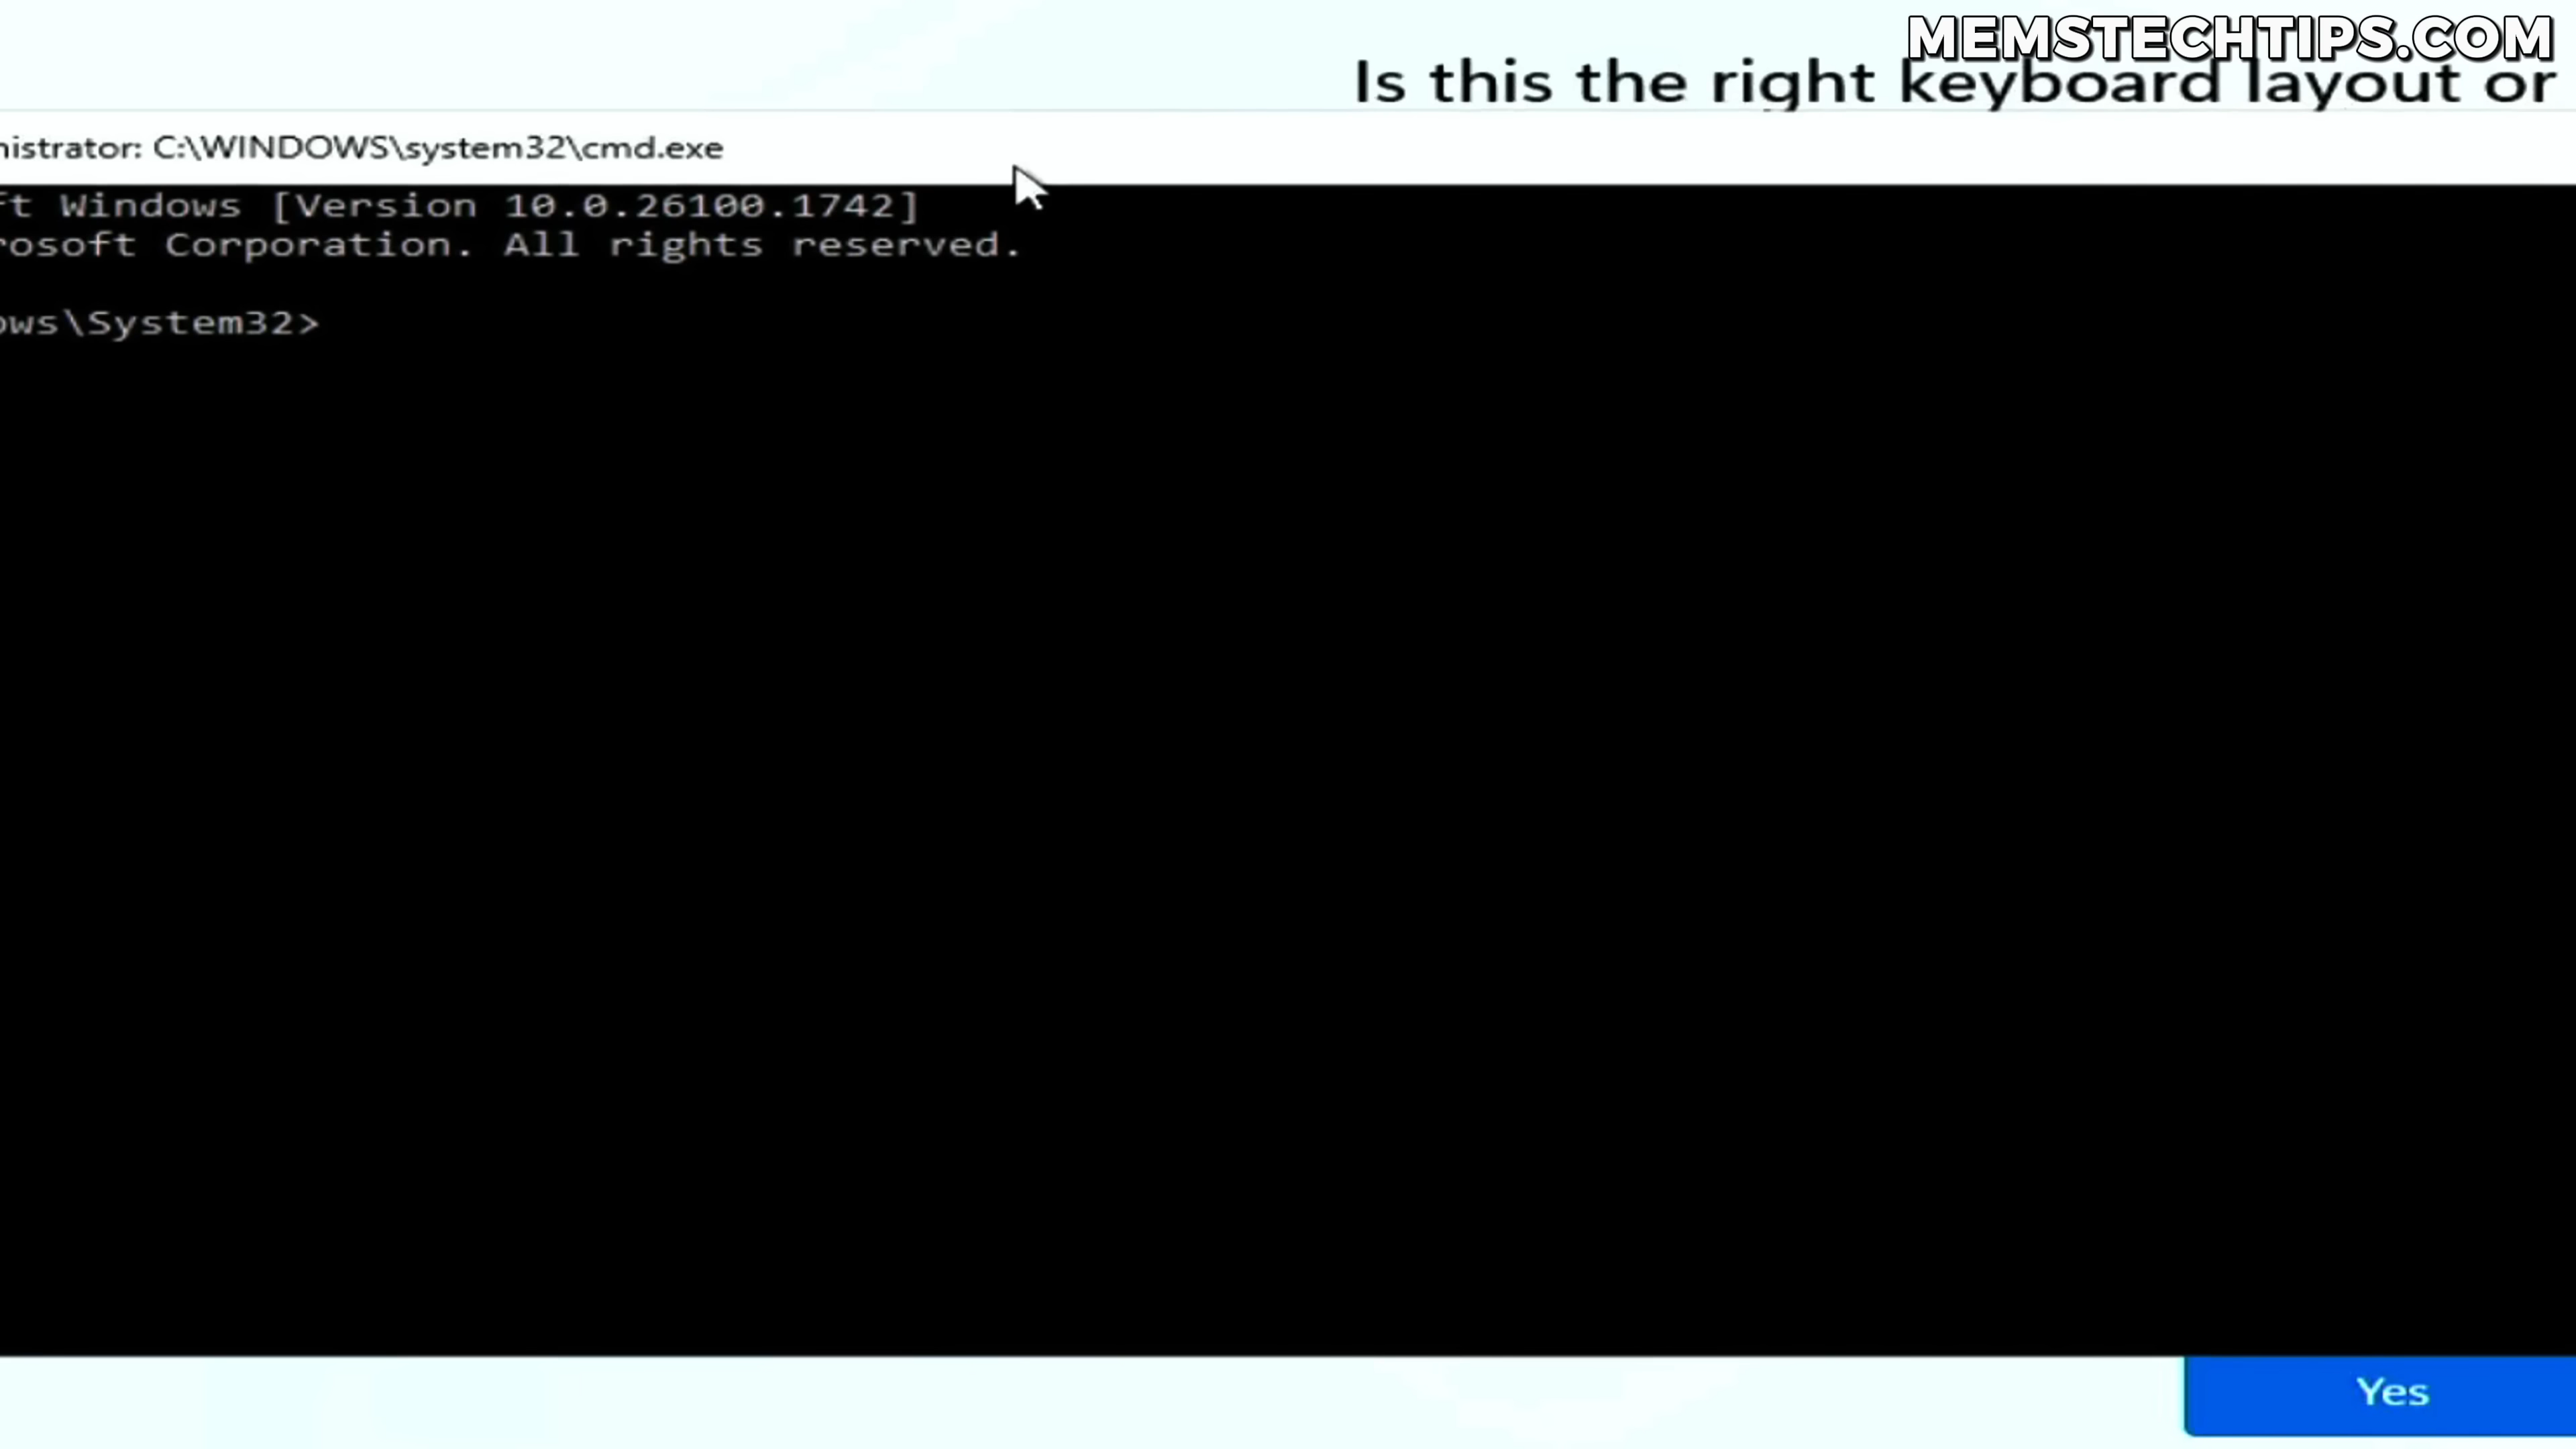 MEMSTECHTIPS.COM
Is this the right keyboard layout or
nistrator: C:\WINDOWS\system32\cmd.exe
ft Windows [Version 10.0.26100.1742]
rosoft Corporation. All rights reserved.
ows\System32>
Yes